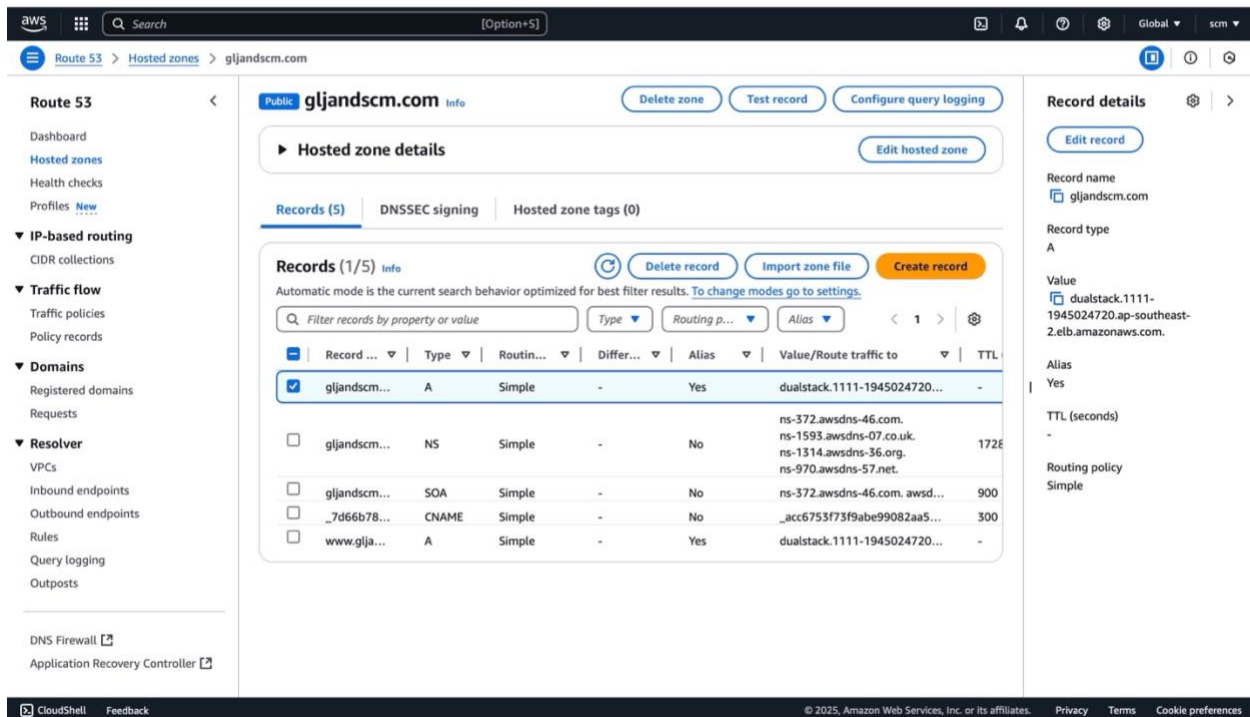 aws
Search [Option+S] Global ▼ scm ▼
Route 53 > Hosted zones > gljandscm.com
Route 53
Dashboard
Hosted zones
Health checks
Profiles New
▼ IP-based routing
CIDR collections
▼ Traffic flow
Traffic policies
Policy records
▼ Domains
Registered domains
Requests
▼ Resolver
VPCs
Inbound endpoints
Outbound endpoints
Rules
Query logging
Outposts
DNS Firewall
Application Recovery Controller
Public gljandscm.com Info
Delete zone Test record Configure query logging
▶ Hosted zone details Edit hosted zone
Records (5) DNSSEC signing Hosted zone tags (0)
Records (1/5) Info
Delete record Import zone file Create record
Automatic mode is the current search behavior optimized for best filter results. To change modes go to settings.
Filter records by property or value Type ▼ Routing p... ▼ Alias ▼ < 1 >
Record ... Type Routin... Differ... Alias Value/Route traffic to TTL
gljandscm... A Simple - Yes dualstack.1111-1945024720... -
gljandscm... NS Simple - No ns-372.awsdns-46.com.
ns-1593.awsdns-07.co.uk.
ns-1314.awsdns-36.org.
ns-970.awsdns-57.net.
1728
gljandscm... SOA Simple - No ns-372.awsdns-46.com. awsd... 900
_7d66b78... CNAME Simple - No _acc6753f73f9abe99082aa5... 300
www.glja... A Simple - Yes dualstack.1111-1945024720... -
Record details
Edit record
Record name
gljandscm.com
Record type
A
Value
dualstack.1111-
1945024720.ap-southeast-
2.elb.amazonaws.com.
Alias
Yes
TTL (seconds)
-
Routing policy
Simple
CloudShell Feedback © 2025, Amazon Web Services, Inc. or its affiliates. Privacy Terms Cookie preferences